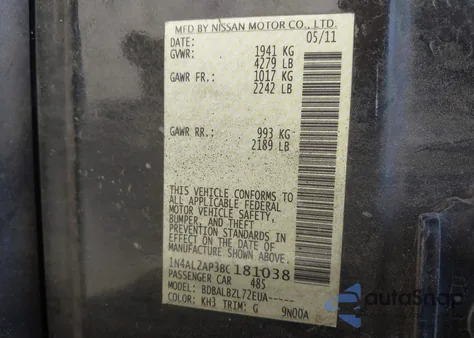 MFD BY NISSAN MOTOR CO., LTD.
DATE: 05/11
GVWR: 1941 KG
4279 LB
GAWR FR: 1017 KG
2242 LB
GAWR RR: 993 KG
2189 LB
THIS VEHICLE CONFORMS TO
ALL APPLICABLE FEDERAL
MOTOR VEHICLE SAFETY,
BUMPER, AND THEFT
PREVENTION STANDARDS IN
EFFECT ON THE DATE OF
MANUFACTURE SHOWN ABOVE.
1N4AL2AP3BC181038
PASSENGER CAR 485
MODEL: BDBALBZL72EUA-----
COLOR: KH3 TRIM: G 9N00A
autoSnap